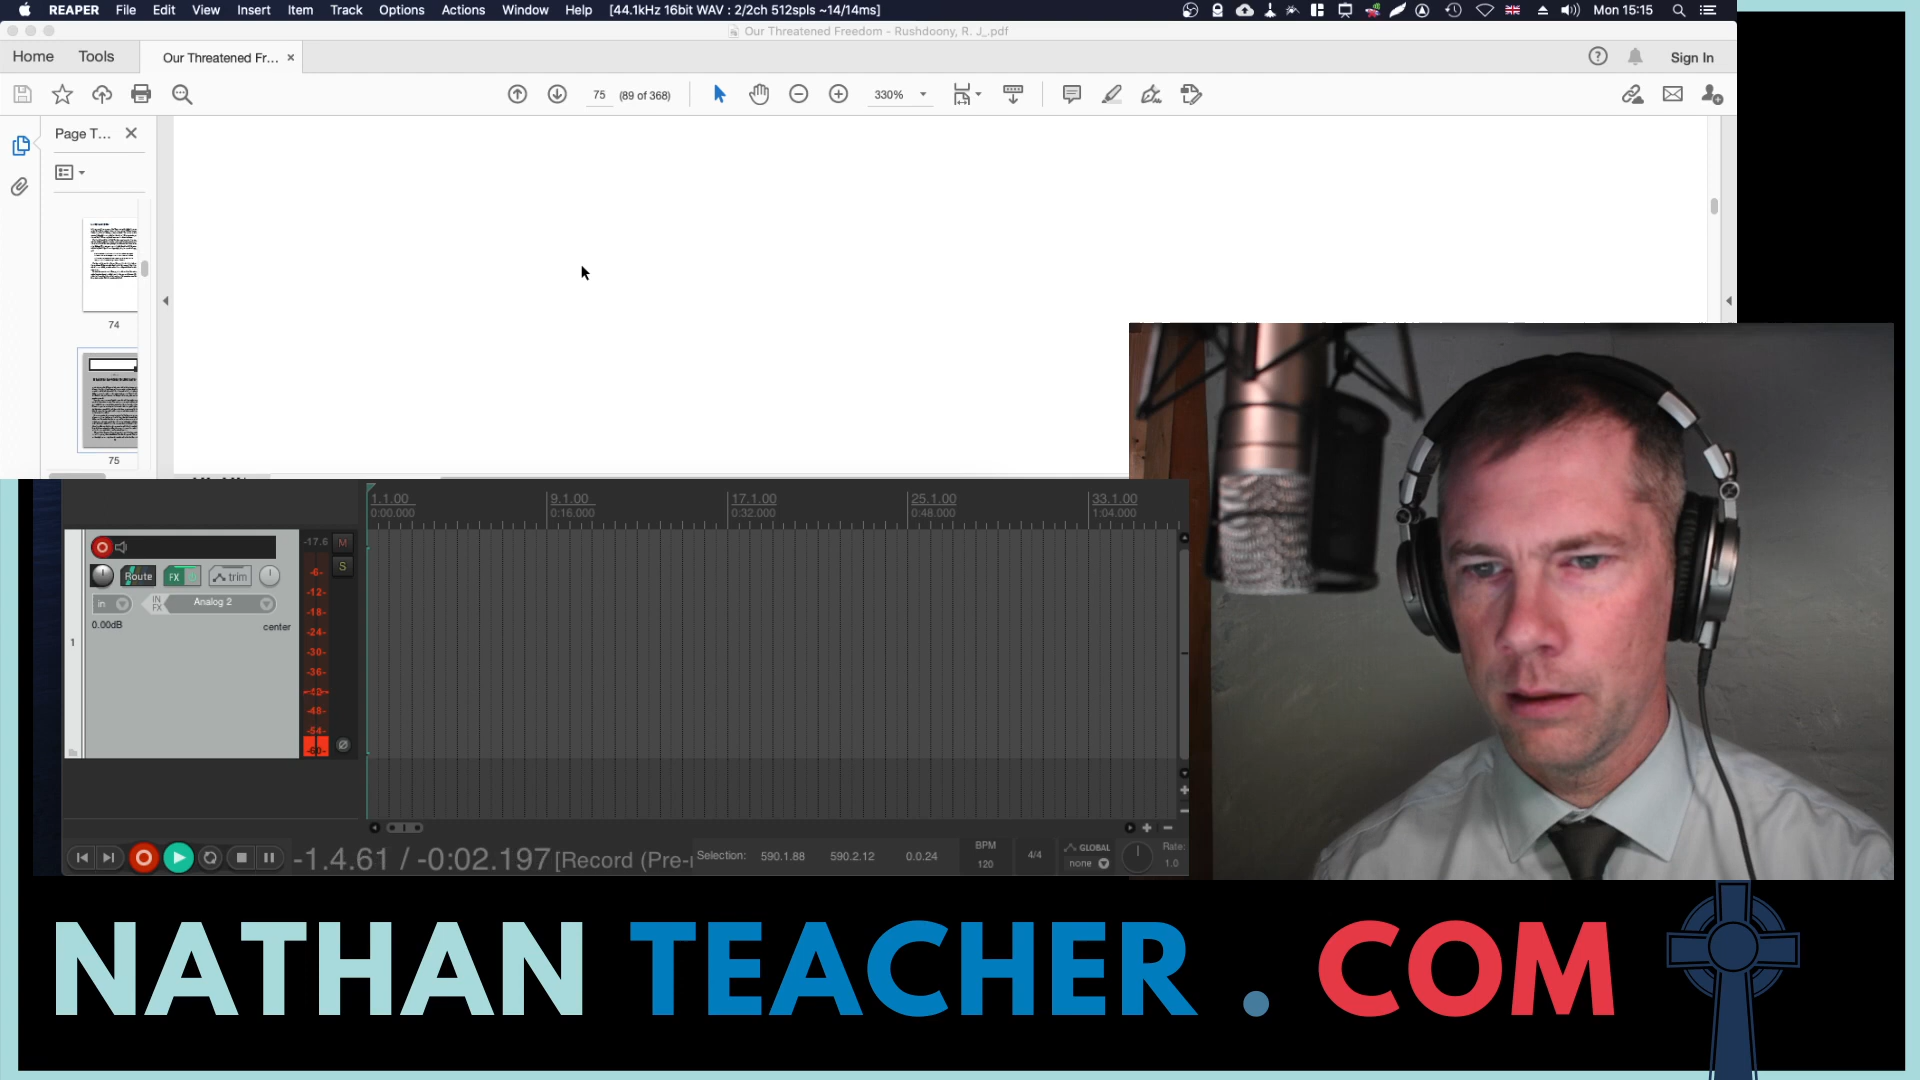 REAPER File Edit View Insert Item Track Options Actions Window Help [44.1kHz 16bit WAV : 2/2ch 512spls ~14/14ms] Mon 15:15
Our Threatened Freedom - Rushdoony, R. J_.pdf
Home Tools Our Threatened Fr... × Sign In
75 (89 of 368) 330%
Page T...
74
75
1.1.00 9.1.00 17.1.00 25.1.00 33.1.00
0:00.000 0:16.000 0:32.000 0:48.000 1:04.000
-17.6 M
S
-6-
Route FX trim
-12-
in IN FX Analog 2
-18-
0.00dB center
-24-
-30-
1
-36-
-42-
-48-
-54-
-60-
-1.4.61 / -0:02.197 [Record (Pre-r Selection: 590.1.88 590.2.12 0.0.24 BPM 120 4/4 GLOBAL none Rate: 1.0
NATHAN TEACHER . COM